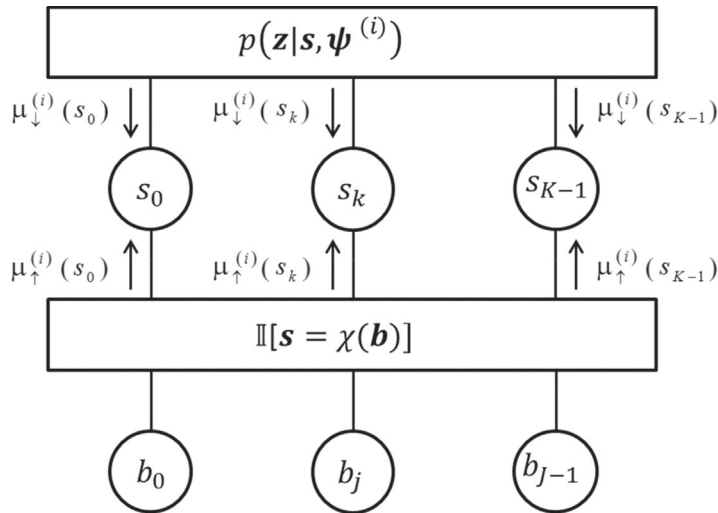 p(z|s, ψ^(i))
μ↓^(i)(s_0) μ↓^(i)(s_k) μ↓^(i)(s_{K−1})
s_0 s_k s_{K−1}
μ↑^(i)(s_0) μ↑^(i)(s_k) μ↑^(i)(s_{K−1})
𝕀[s = χ(b)]
b_0 b_j b_{J−1}